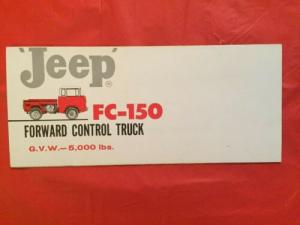 'Jeep'®
FC-150
FORWARD CONTROL TRUCK
G.V.W.—5,000 lbs.